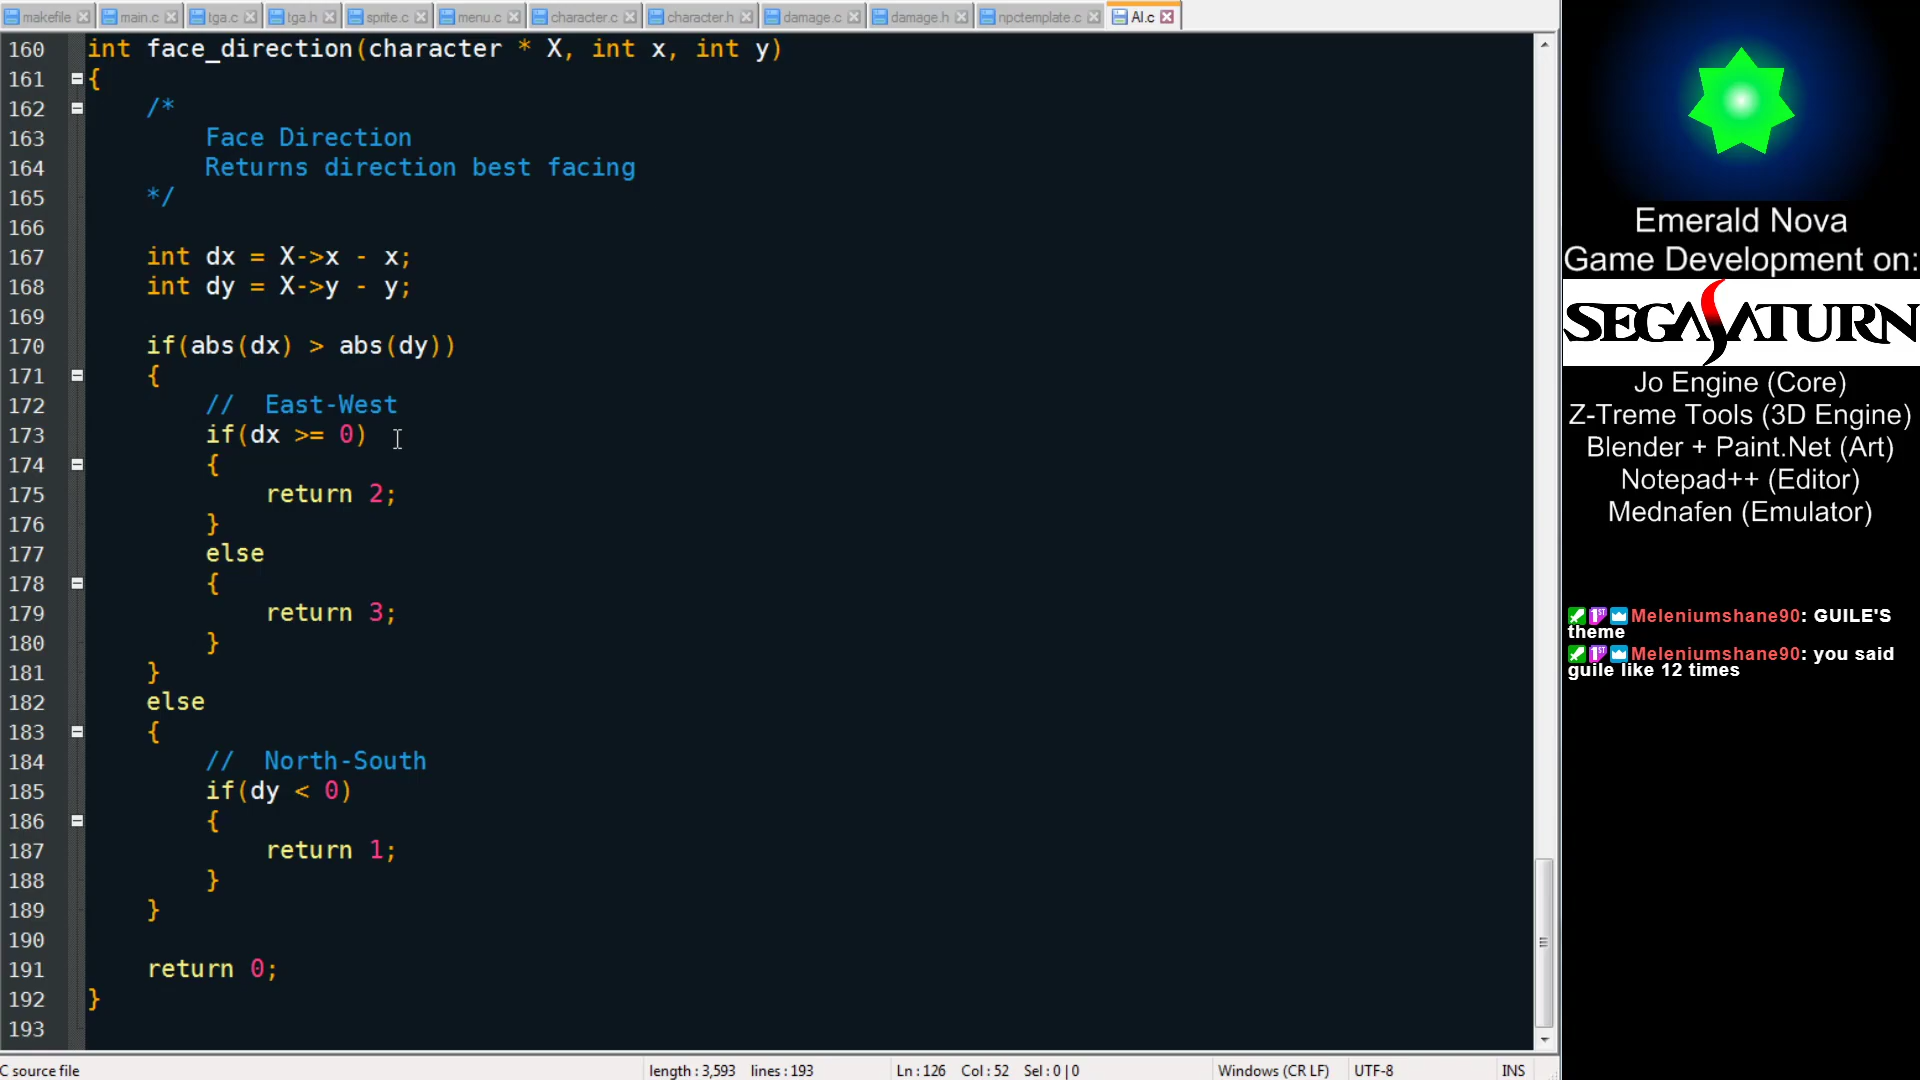 makefile main.c tga.c tga.h sprite.c menu.c character.c character.h damage.c damage.h npctemplate.c AI.c
160 int face_direction(character * X, int x, int y)
161 {
162 /*
163 Face Direction
164 Returns direction best facing
165 */
166
167 int dx = X->x - x;
168 int dy = X->y - y;
169
170 if(abs(dx) > abs(dy))
171 {
172 // East-West
173 if(dx >= 0)
174 {
175 return 2;
176 }
177 else
178 {
179 return 3;
180 }
181 }
182 else
183 {
184 // North-South
185 if(dy < 0)
186 {
187 return 1;
188 }
189 }
190
191 return 0;
192 }
193
C source file length : 3,593 lines : 193 Ln : 126 Col : 52 Sel : 0 | 0 Windows (CR LF) UTF-8 INS
Emerald Nova
Game Development on:
SEGA SATURN
Jo Engine (Core)
Z-Treme Tools (3D Engine)
Blender + Paint.Net (Art)
Notepad++ (Editor)
Mednafen (Emulator)
1ST Meleniumshane90: GUILE'S
theme
1ST Meleniumshane90: you said
guile like 12 times